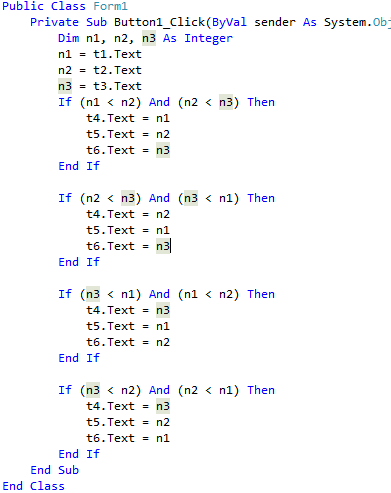 Public Class Form1
    Private Sub Button1_Click(ByVal sender As System.Obj
        Dim n1, n2, n3 As Integer
        n1 = t1.Text
        n2 = t2.Text
        n3 = t3.Text
        If (n1 < n2) And (n2 < n3) Then
            t4.Text = n1
            t5.Text = n2
            t6.Text = n3
        End If

        If (n2 < n3) And (n3 < n1) Then
            t4.Text = n2
            t5.Text = n1
            t6.Text = n3
        End If

        If (n3 < n1) And (n1 < n2) Then
            t4.Text = n3
            t5.Text = n1
            t6.Text = n2
        End If

        If (n3 < n2) And (n2 < n1) Then
            t4.Text = n3
            t5.Text = n2
            t6.Text = n1
        End If
    End Sub
End Class